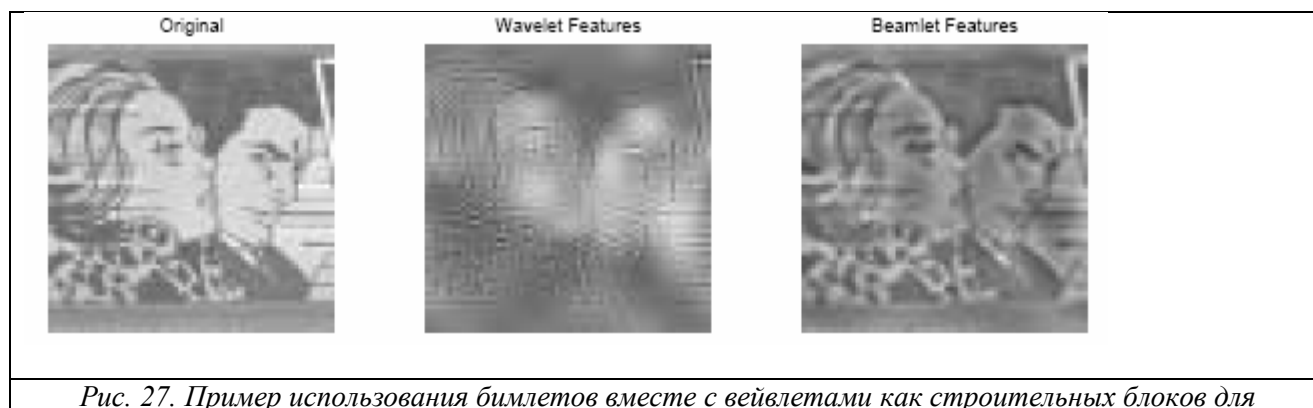 Original Wavelet Features Beamlet Features
Рис. 27. Пример использования бимлетов вместе с вейвлетами как строительных блоков для